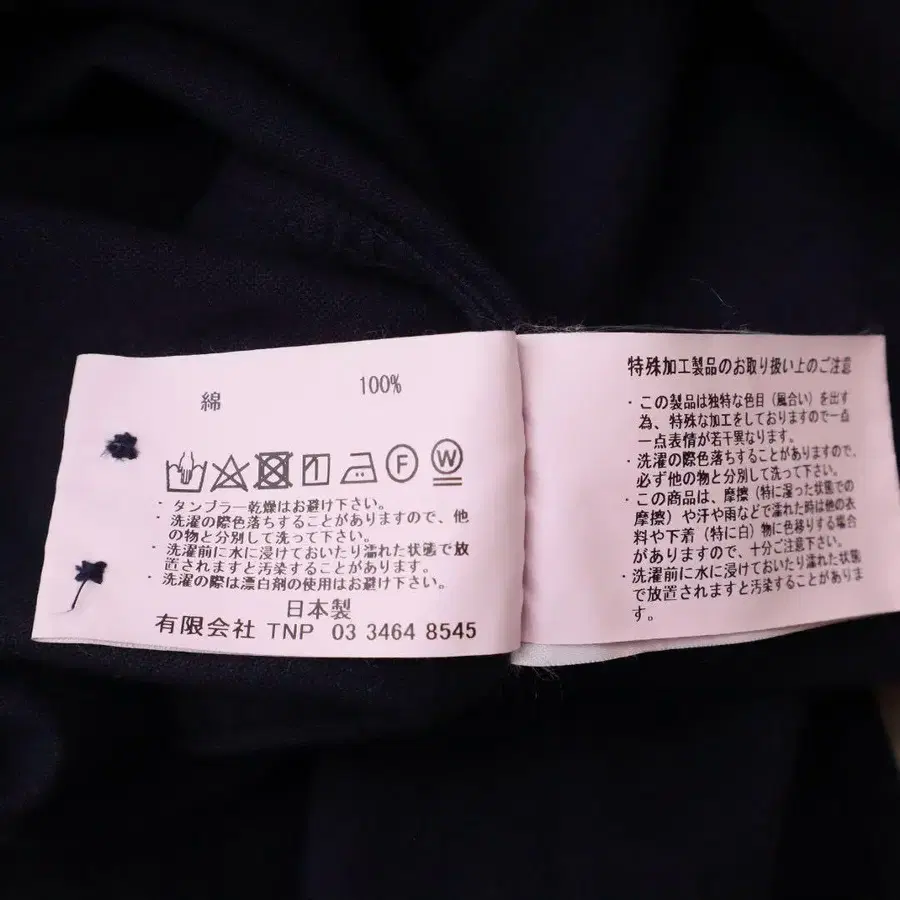 綿 100%
F W
・タンブラー乾燥はお避け下さい。
・洗濯の際色落ちすることがありますので、他
の物と分別して洗って下さい。
・洗濯前に水に浸けておいたり濡れた状態で放
置されますと汚染することがあります。
・洗濯の際は漂白剤の使用はお避け下さい。
日本製
有限会社 TNP 03 3464 8545
特殊加工製品のお取り扱い上のご注意
・この製品は独特な色目（風合い）を出す
為、特殊な加工をしておりますので一点
一点表情が若干異なります。
・洗濯の際色落ちすることがありますので、
必ず他の物と分別して洗って下さい。
・この商品は、摩擦（特に湿った状態での
摩擦）や汗や雨などで濡れた時は他の衣
料や下着（特に白）物に色移りする場合
がありますので、十分ご注意下さい。
・洗濯前に水に浸けておいたり濡れた状態
で放置されますと汚染することがありま
す。